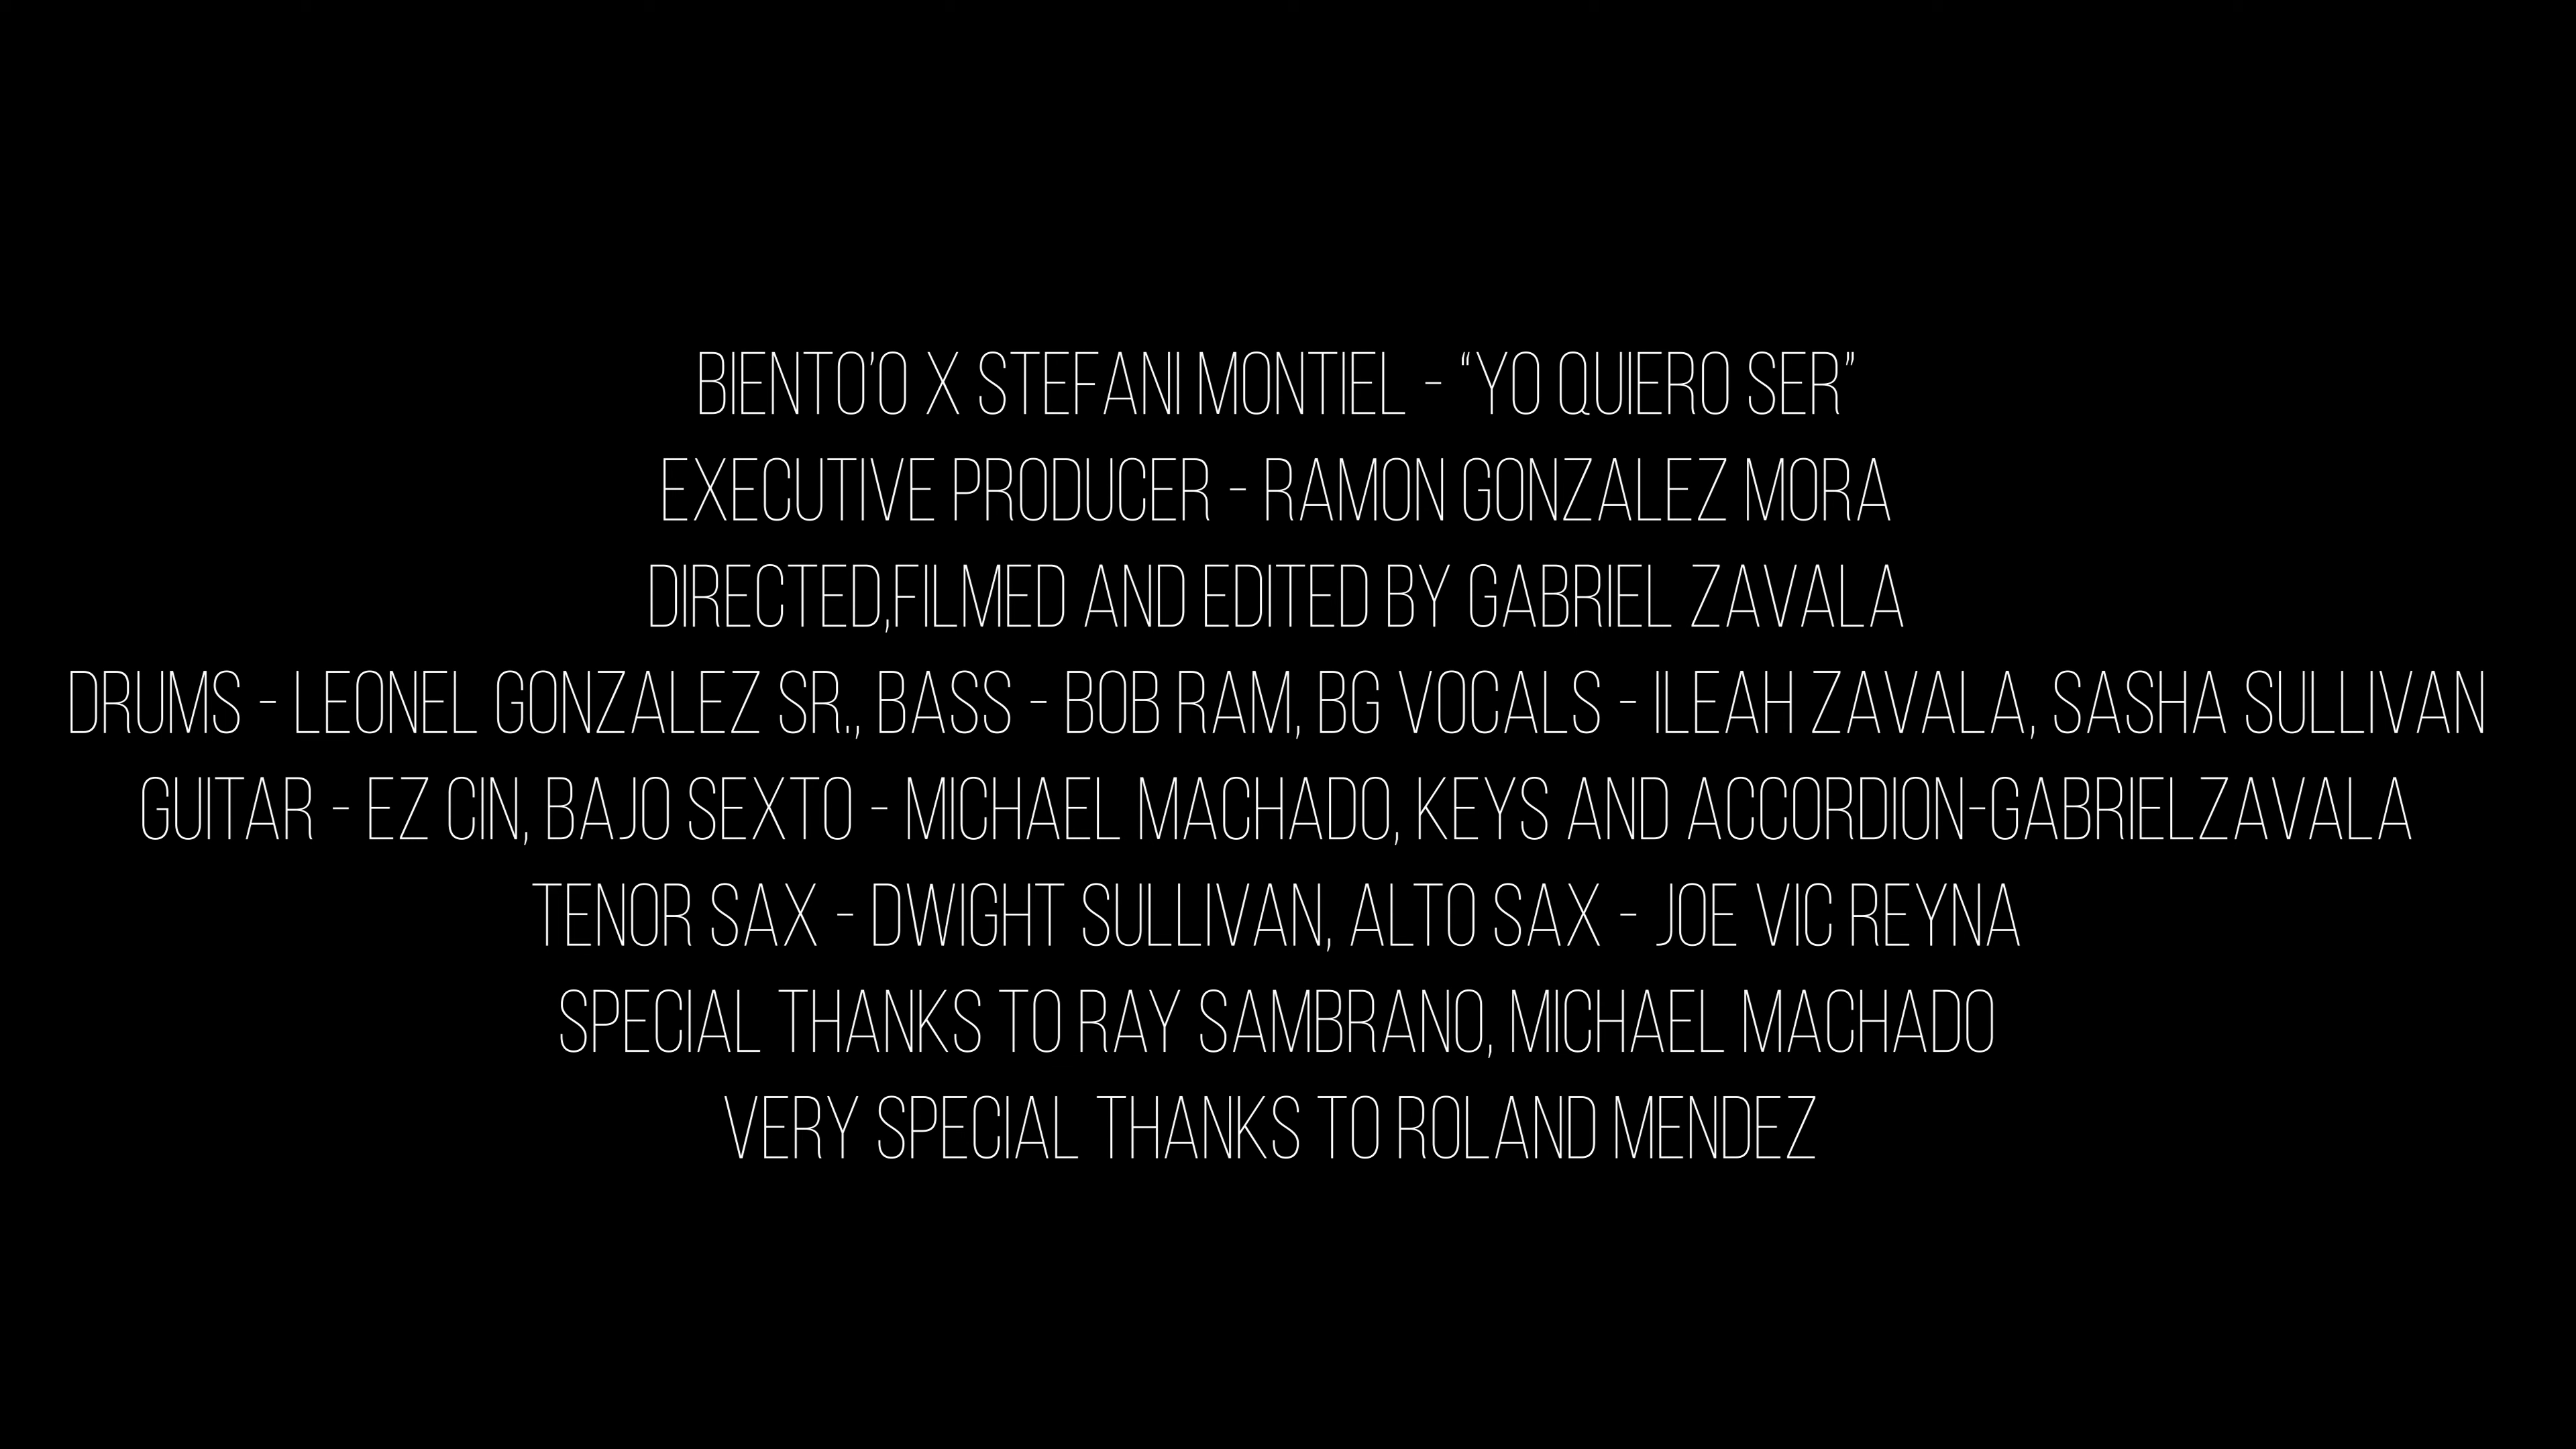 BIENTO'O X STEFANI MONTIEL - “YO QUIERO SER”
EXECUTIVE PRODUCER - RAMON GONZALEZ MORA
DIRECTED,FILMED AND EDITED BY GABRIEL ZAVALA
DRUMS - LEONEL GONZALEZ SR., BASS - BOB RAM, BG VOCALS - ILEAH ZAVALA, SASHA SULLIVAN
GUITAR - EZ CIN, BAJO SEXTO - MICHAEL MACHADO, KEYS AND ACCORDION-GABRIELZAVALA
TENOR SAX - DWIGHT SULLIVAN, ALTO SAX - JOE VIC REYNA
SPECIAL THANKS TO RAY SAMBRANO, MICHAEL MACHADO
VERY SPECIAL THANKS TO ROLAND MENDEZ